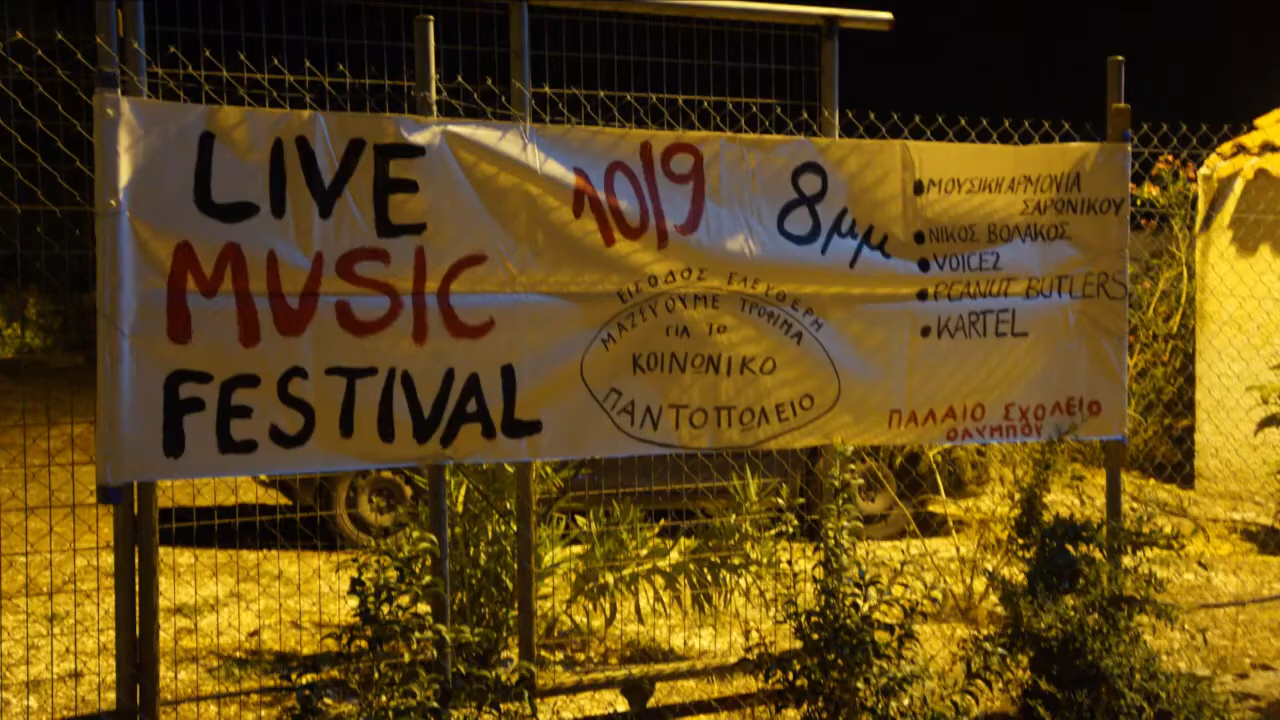 LIVE
MUSIC
FESTIVAL
10/9
8μμ
ΕΙΣΟΔΟΣ ΕΛΕΥΘΕΡΗ
ΜΑΖΕΥΟΥΜΕ ΤΡΟΦΙΜΑ
ΓΙΑ ΤΟ
ΚΟΙΝΩΝΙΚΟ
ΠΑΝΤΟΠΩΛΕΙΟ
•ΜΟΥΣΙΚΗ ΑΡΜΟΝΙΑ
ΣΑΡΩΝΙΚΟΥ
•ΝΙΚΟΣ ΒΟΛΑΚΟΣ
•VOICE2
•PEANUT BUTLERS
•KARTEL
ΠΑΛΑΙΟ ΣΧΟΛΕΙΟ
ΟΛΥΜΠΟΥ